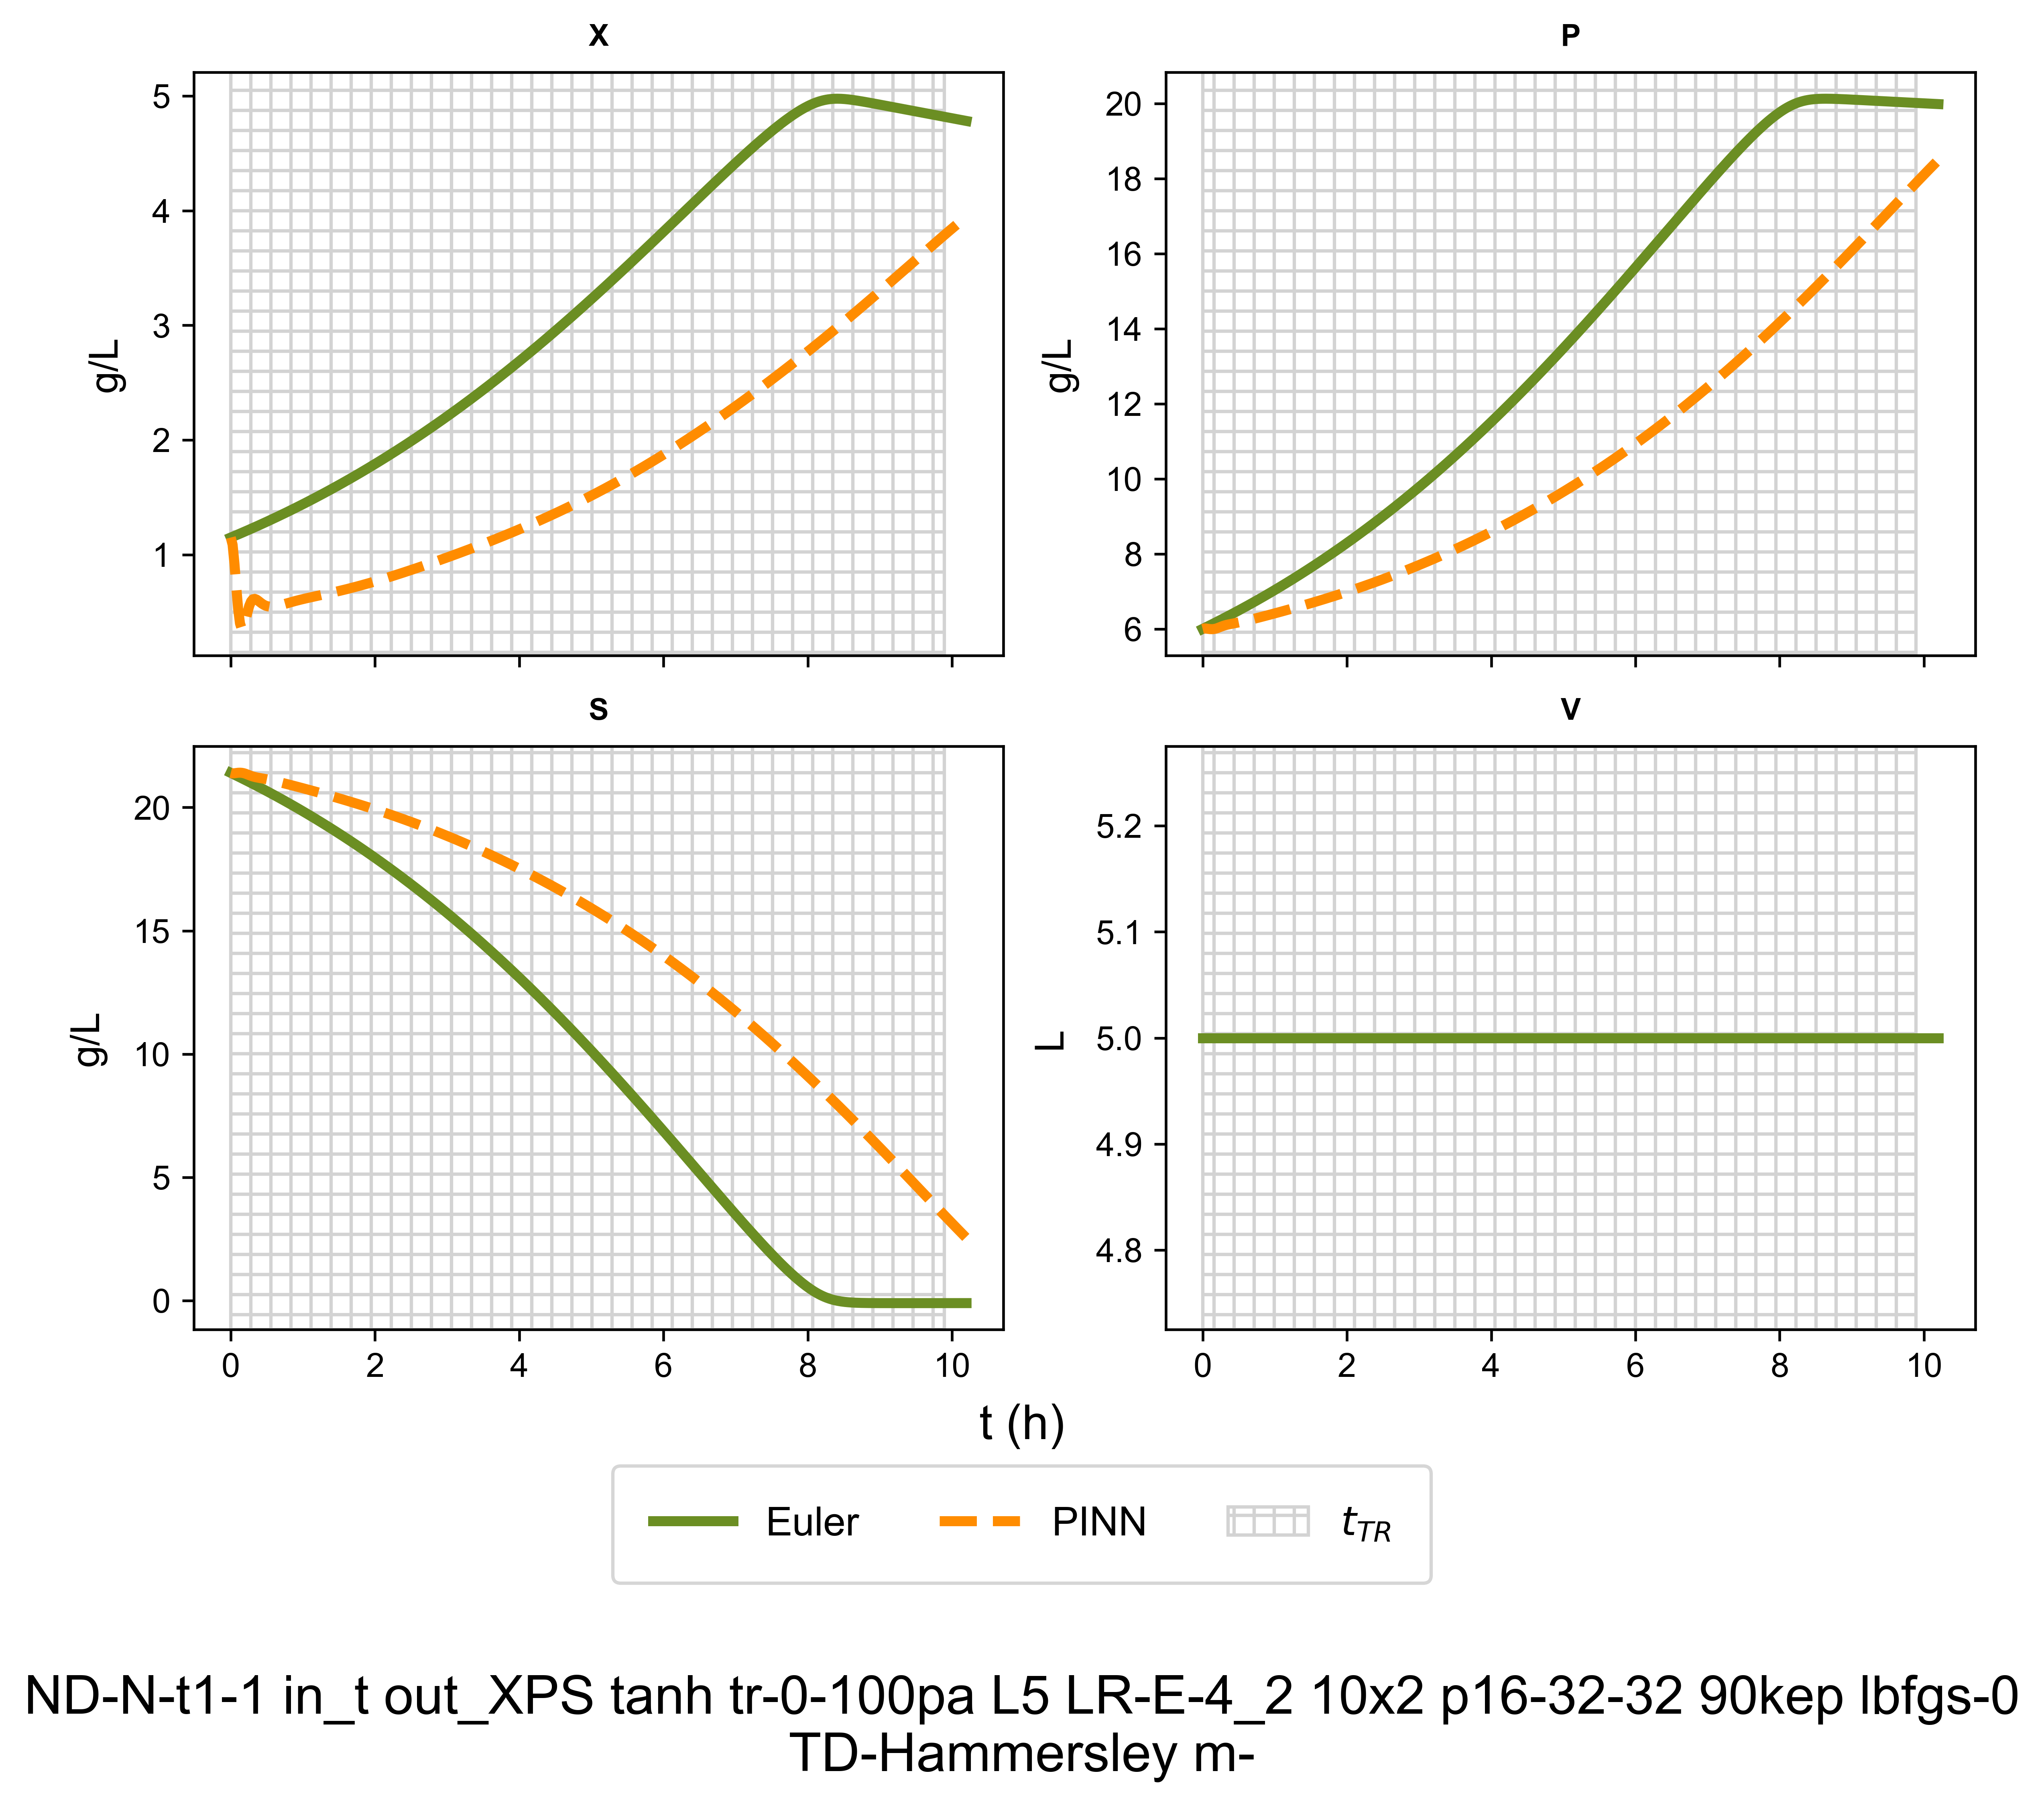 X
P
5
4
3
2
1
g/L
20
18
16
14
12
10
8
6
g/L
S
V
20
15
10
5
0
g/L
5.2
5.1
5.0
4.9
4.8
L
0 2 4 6 8 10
0 2 4 6 8 10
t (h)
Euler PINN t_TR
ND-N-t1-1 in_t out_XPS tanh tr-0-100pa L5 LR-E-4_2 10x2 p16-32-32 90kep lbfgs-0
TD-Hammersley m-